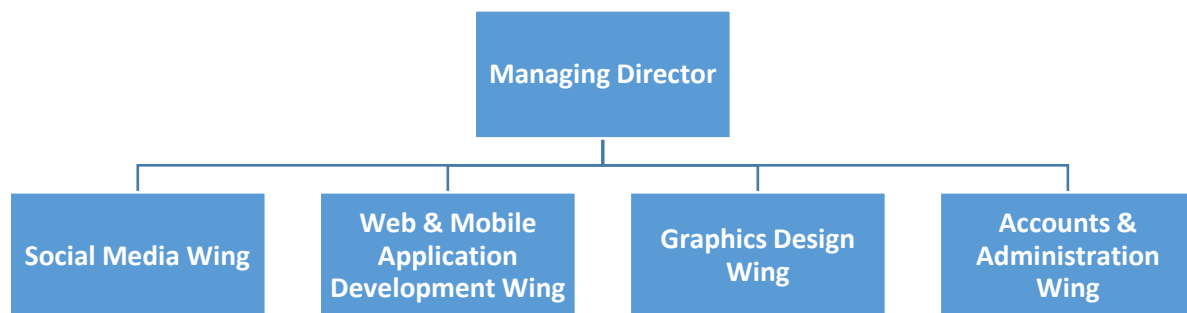 Managing Director
Social Media Wing
Web & Mobile
Application
Development Wing
Graphics Design
Wing
Accounts &
Administration
Wing